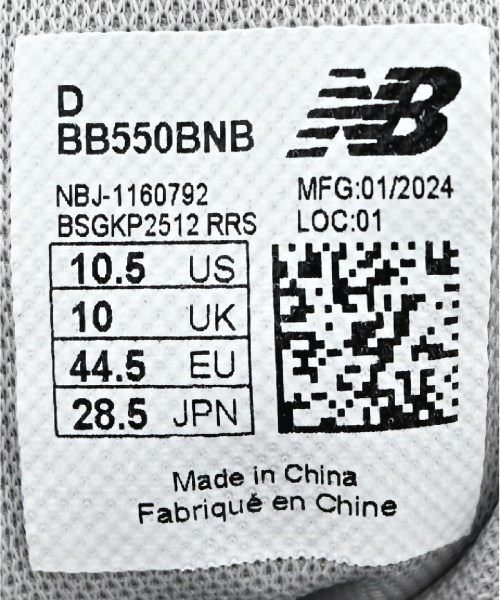 D
BB550BNB
NB
NBJ-1160792
BSGKP2512 RRS
MFG:01/2024
LOC:01
10.5 US
10 UK
44.5 EU
28.5 JPN
Made in China
Fabriqué en Chine